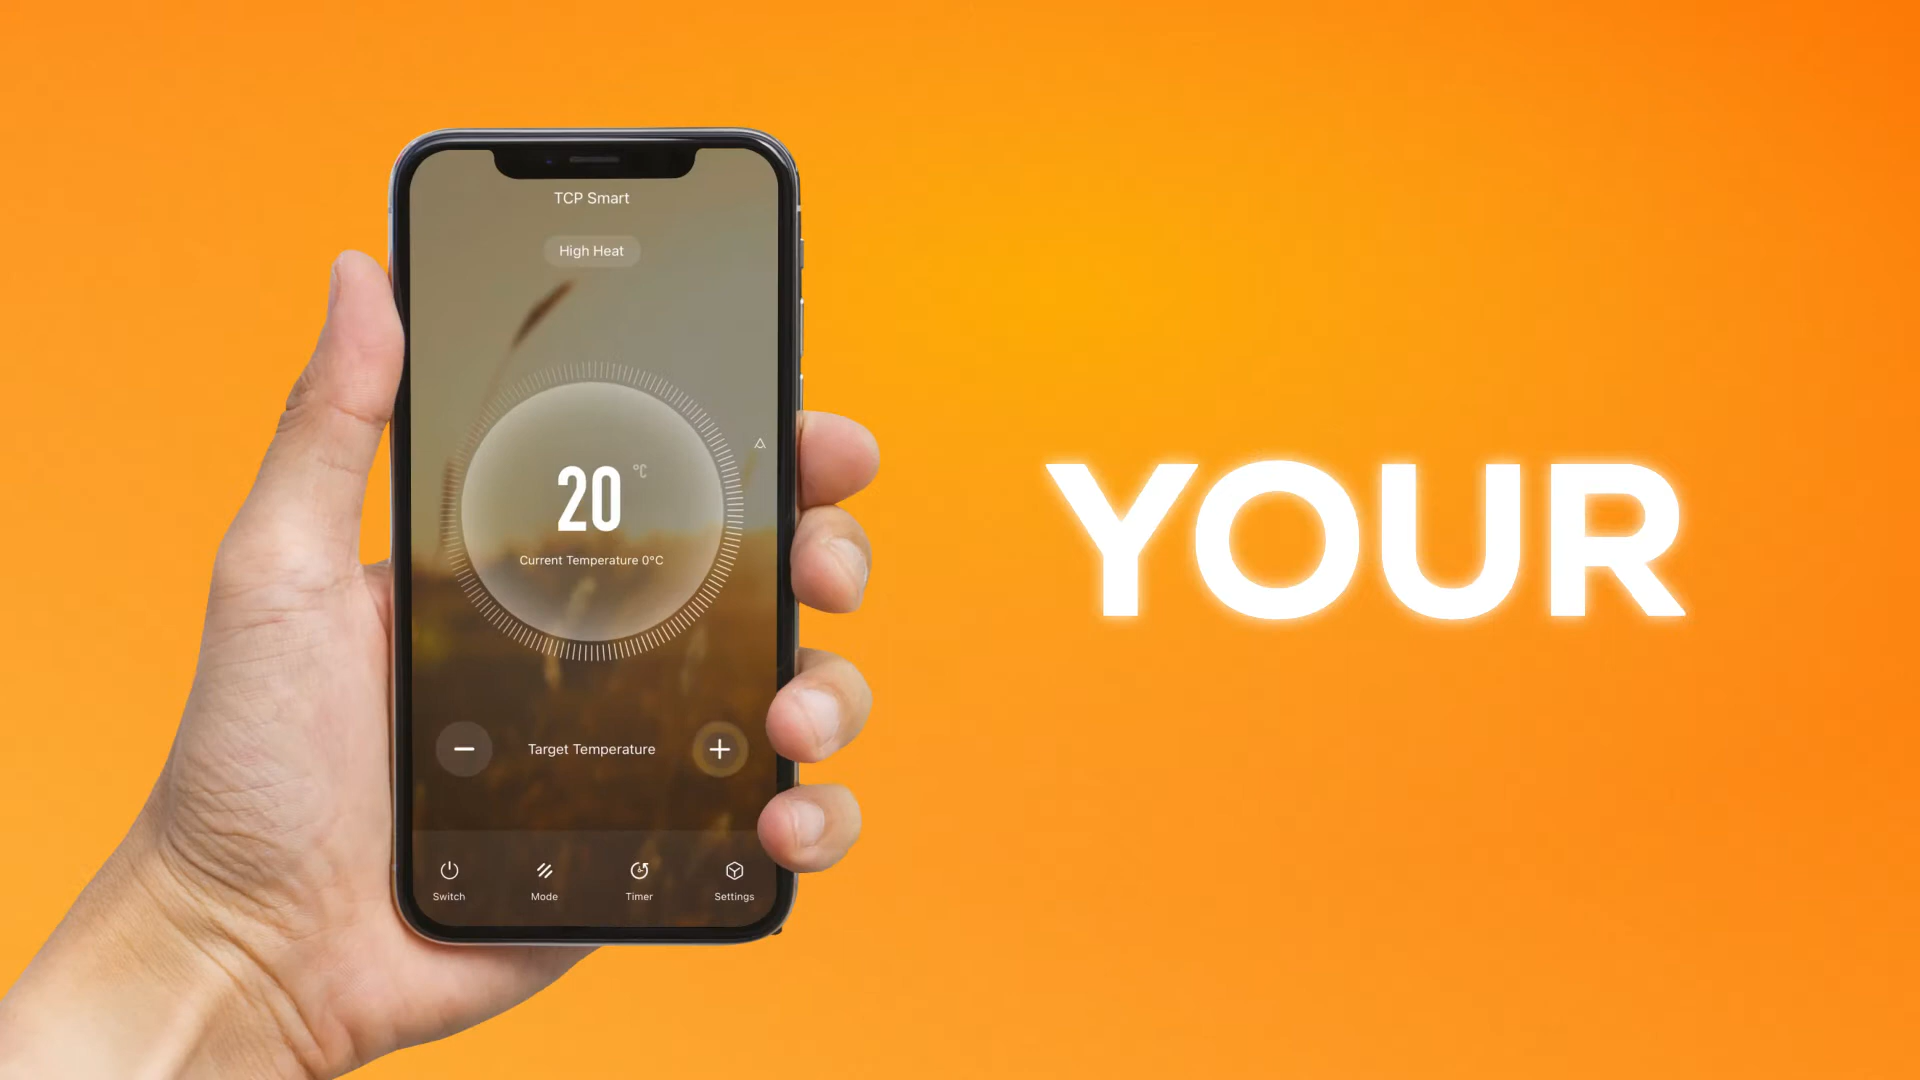 TCP Smart
High Heat
20 °C
Current Temperature 0°C
Target Temperature
Switch Mode Timer Settings
YOUR